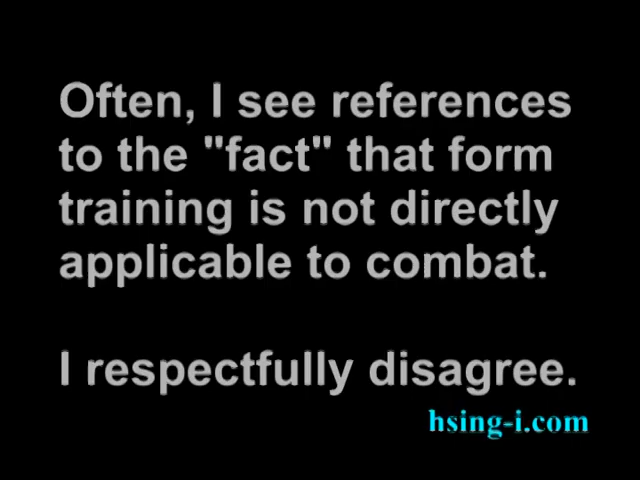 Often, I see references
to the "fact" that form
training is not directly
applicable to combat.
I respectfully disagree.
hsing-i.com